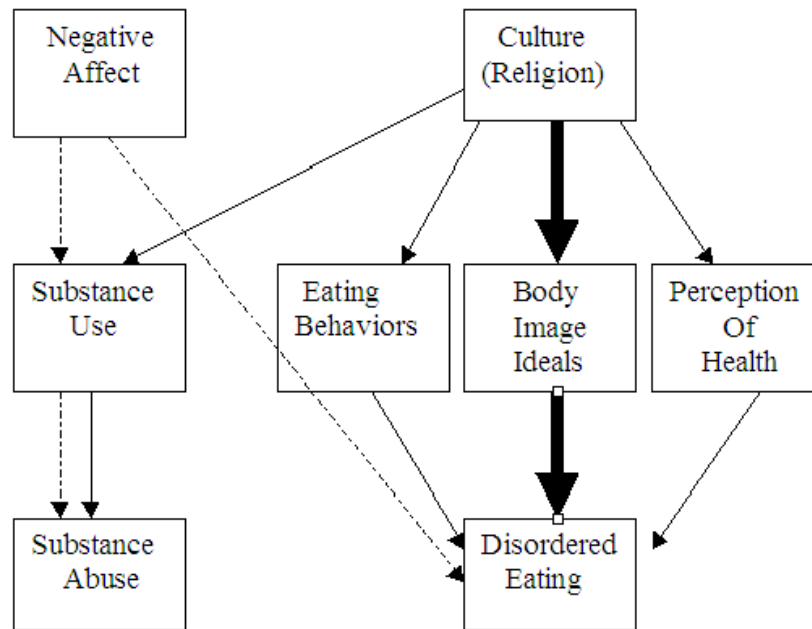 Negative
Affect
Culture
(Religion)
Substance
Use
Eating
Behaviors
Body
Image
Ideals
Perception
Of
Health
Substance
Abuse
Disordered
Eating